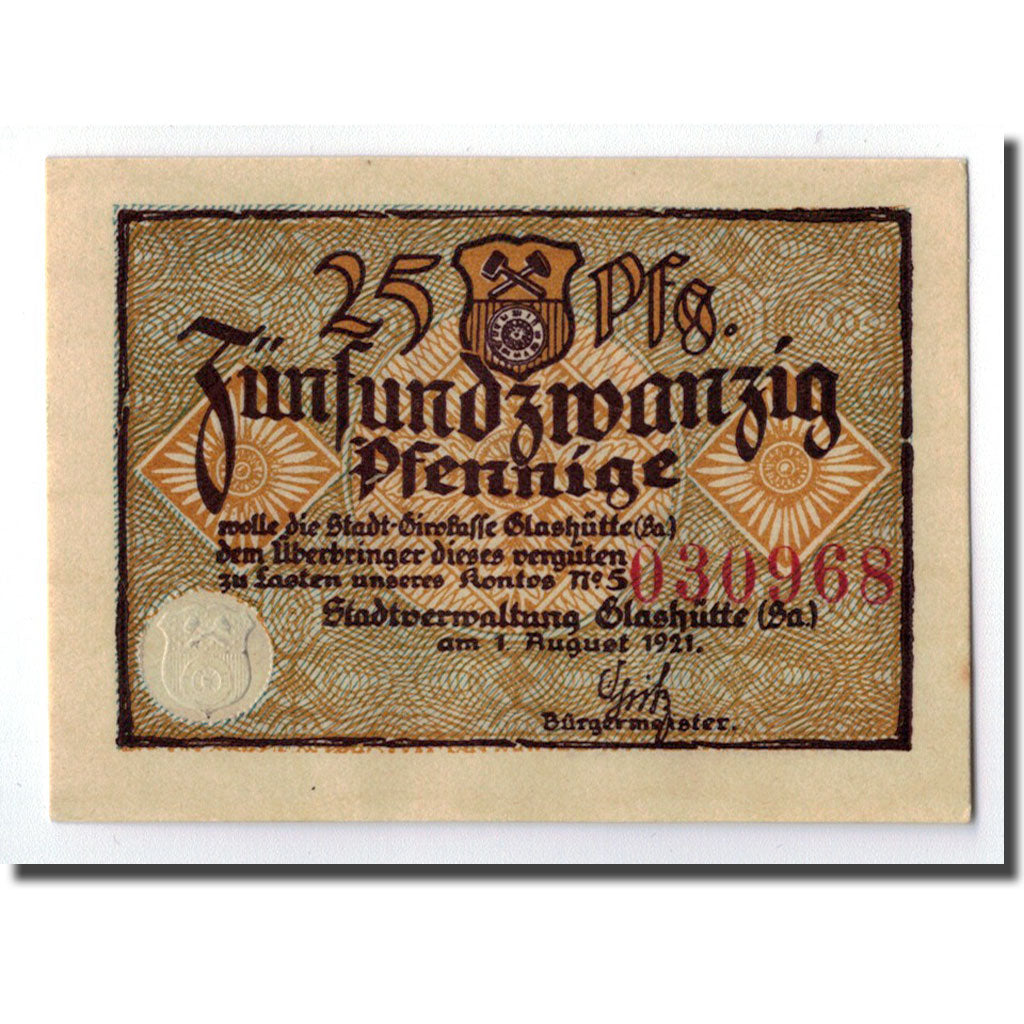 25 Pfg.
Fünfundzwanzig
Pfennige
wolle die Stadt-Girokasse Glashütte (Sa.)
dem Überbringer dieses vergüten
zu Lasten unseres Kontos No 5
030968
Stadtverwaltung Glashütte (Sa.)
am 1. August 1921.
Bürgermeister.